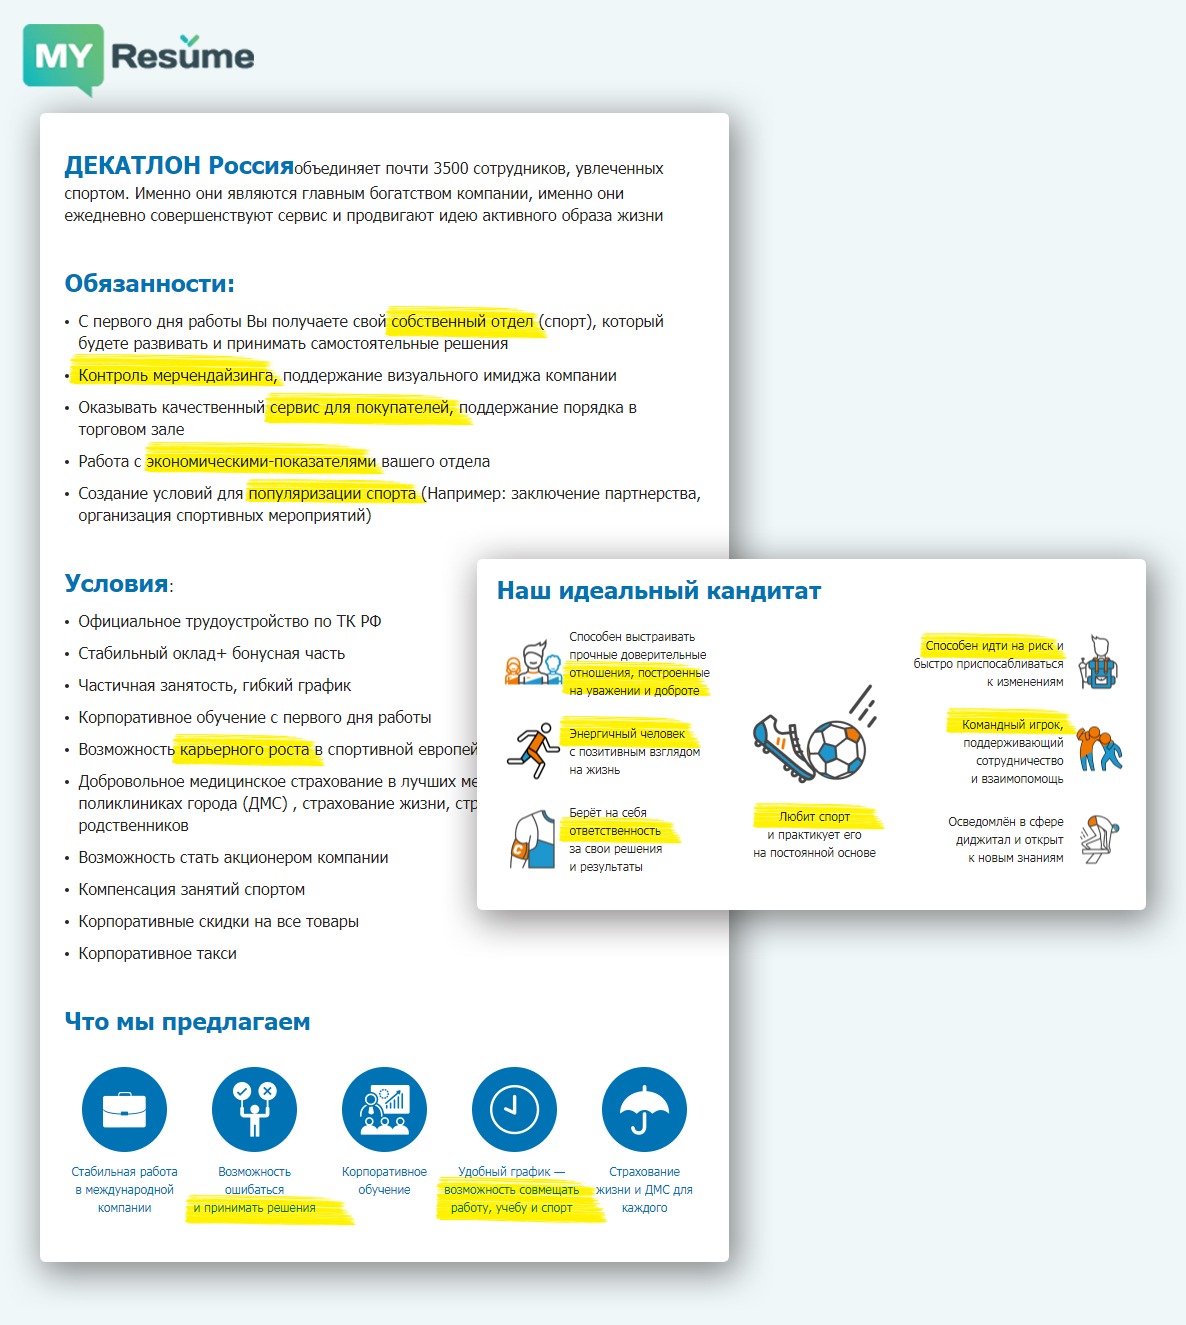 MY Resume
ДЕКАТЛОН Россияобъединяет почти 3500 сотрудников, увлеченных
спортом. Именно они являются главным богатством компании, именно они
ежедневно совершенствуют сервис и продвигают идею активного образа жизни
Обязанности:
• С первого дня работы Вы получаете свой собственный отдел (спорт), который
будете развивать и принимать самостоятельные решения
• Контроль мерчендайзинга, поддержание визуального имиджа компании
• Оказывать качественный сервис для покупателей, поддержание порядка в
торговом зале
• Работа с экономическими-показателями вашего отдела
• Создание условий для популяризации спорта (Например: заключение партнерства,
организация спортивных мероприятий)
Условия:
• Официальное трудоустройство по ТК РФ
• Стабильный оклад+ бонусная часть
• Частичная занятость, гибкий график
• Корпоративное обучение с первого дня работы
• Возможность карьерного роста в спортивной европей
• Добровольное медицинское страхование в лучших ме
поликлиниках города (ДМС) , страхование жизни, стр
родственников
• Возможность стать акционером компании
• Компенсация занятий спортом
• Корпоративные скидки на все товары
• Корпоративное такси
Наш идеальный кандитат
Способен выстраивать
прочные доверительные
отношения, построенные
на уважении и доброте
Энергичный человек
с позитивным взглядом
на жизнь
Берёт на себя
ответственность
за свои решения
и результаты
Любит спорт
и практикует его
на постоянной основе
Способен идти на риск и
быстро приспосабливаться
к изменениям
Командный игрок,
поддерживающий
сотрудничество
и взаимопомощь
Осведомлён в сфере
диджитал и открыт
к новым знаниям
Что мы предлагаем
Стабильная работа
в международной
компании
Возможность
ошибаться
и принимать решения
Корпоративное
обучение
Удобный график —
возможность совмещать
работу, учебу и спорт
Страхование
жизни и ДМС для
каждого